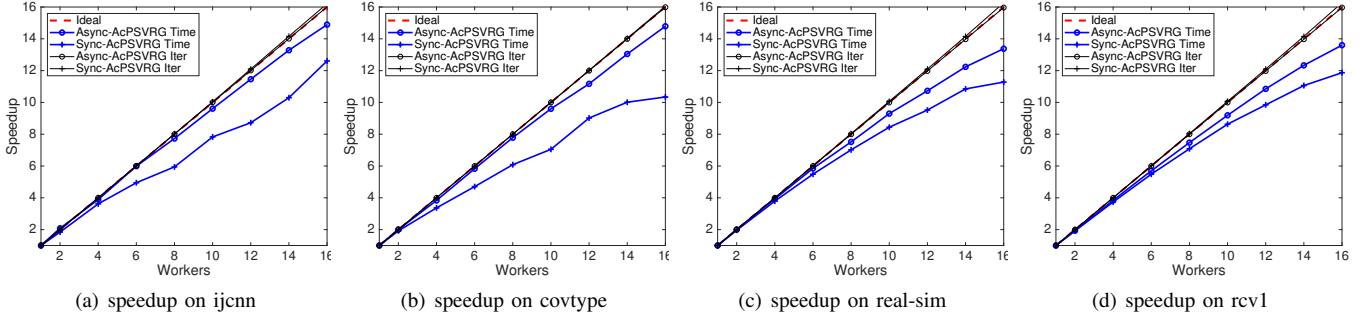 Ideal
Async-AcPSVRG Time
Sync-AcPSVRG Time
Async-AcPSVRG Iter
Sync-AcPSVRG Iter
16
14
12
10
8
6
4
2
Speedup
2 4 6 8 10 12 14 16
Workers
(a) speedup on ijcnn
Ideal
Async-AcPSVRG Time
Sync-AcPSVRG Time
Async-AcPSVRG Iter
Sync-AcPSVRG Iter
16
14
12
10
8
6
4
2
Speedup
2 4 6 8 10 12 14 16
Workers
(b) speedup on covtype
Ideal
Async-AcPSVRG Time
Sync-AcPSVRG Time
Async-AcPSVRG Iter
Sync-AcPSVRG Iter
16
14
12
10
8
6
4
2
Speedup
2 4 6 8 10 12 14 16
Workers
(c) speedup on real-sim
Ideal
Async-AcPSVRG Time
Sync-AcPSVRG Time
Async-AcPSVRG Iter
Sync-AcPSVRG Iter
16
14
12
10
8
6
4
2
Speedup
2 4 6 8 10 12 14 16
Workers
(d) speedup on rcv1